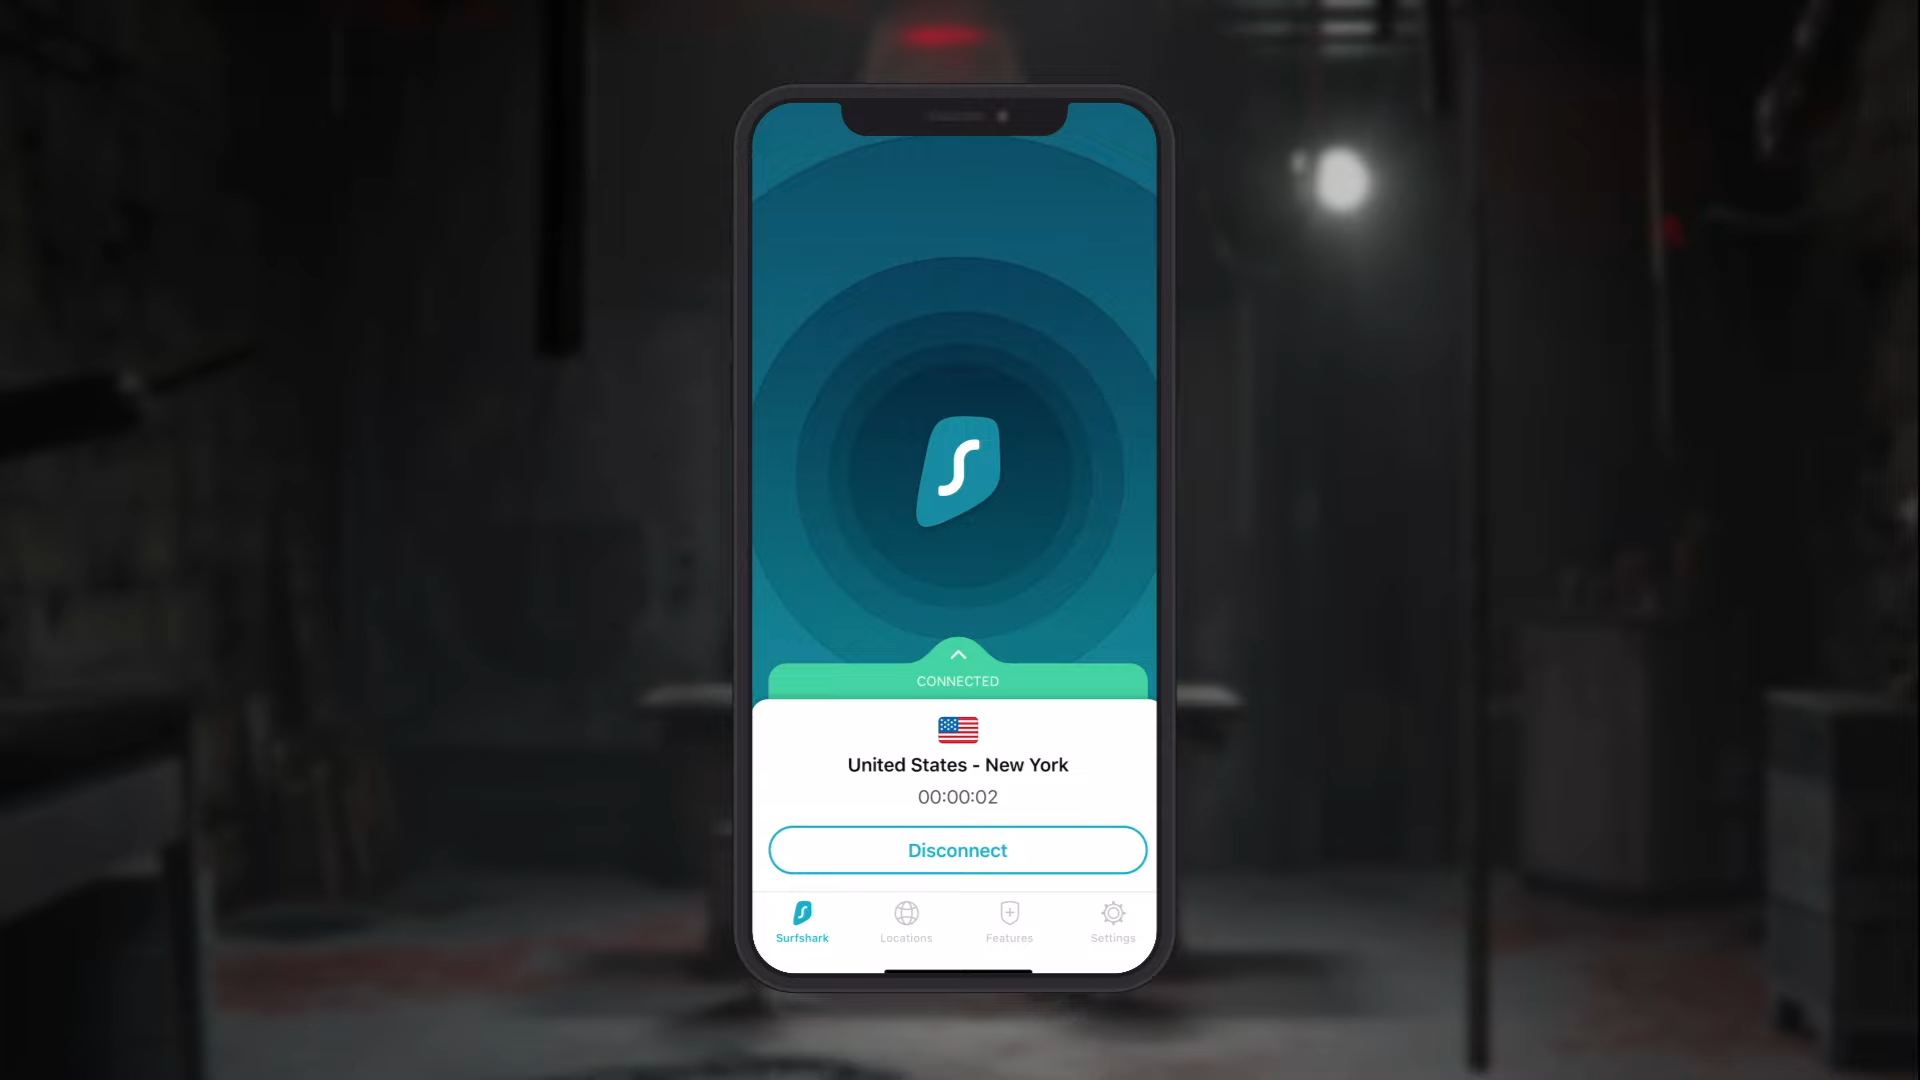 CONNECTED
United States - New York
00:00:02
Disconnect
Surfshark
Locations
Features
Settings